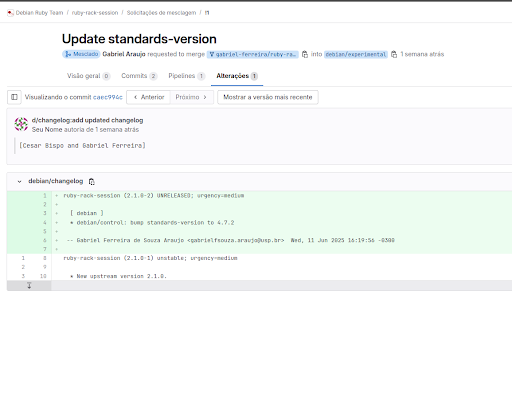 Debian Ruby Team / ruby-rack-session / Solicitações de mesclagem / !1
Update standards-version
Mesclado Gabriel Araujo requested to merge gabriel-ferreira/ruby-ra... into debian/experimental 1 semana atrás
Visão geral 0 Commits 2 Pipelines 1 Alterações 1
Visualizando o commit caec994c < Anterior Próximo > Mostrar a versão mais recente
d/changelog:add updated changelog
Seu Nome autoria de 1 semana atrás
[Cesar Bispo and Gabriel Ferreira]
debian/changelog
1 + ruby-rack-session (2.1.0-2) UNRELEASED; urgency=medium
2 +
3 + [ debian ]
4 + * debian/control: bump standards-version to 4.7.2
5 +
6 + -- Gabriel Ferreira de Souza Araujo <gabrielfsouza.araujo@usp.br> Wed, 11 Jun 2025 16:19:56 -0300
7 +
1 8 ruby-rack-session (2.1.0-1) unstable; urgency=medium
2 9
3 10 * New upstream version 2.1.0.